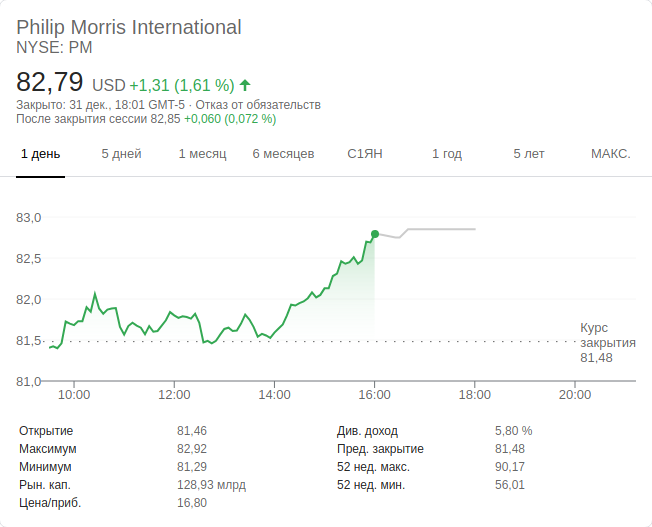 Philip Morris International
NYSE: PM
82,79 USD +1,31 (1,61 %) ↑
Закрыто: 31 дек., 18:01 GMT-5 · Отказ от обязательств
После закрытия сессии 82,85 +0,060 (0,072 %)
1 день 5 дней 1 месяц 6 месяцев С1ЯН 1 год 5 лет МАКС.
83,0
82,5
82,0
81,5
81,0
Курс
закрытия
81,48
10:00 12:00 14:00 16:00 18:00 20:00
Открытие 81,46 Див. доход 5,80 %
Максимум 82,92 Пред. закрытие 81,48
Минимум 81,29 52 нед. макс. 90,17
Рын. кап. 128,93 млрд 52 нед. мин. 56,01
Цена/приб. 16,80